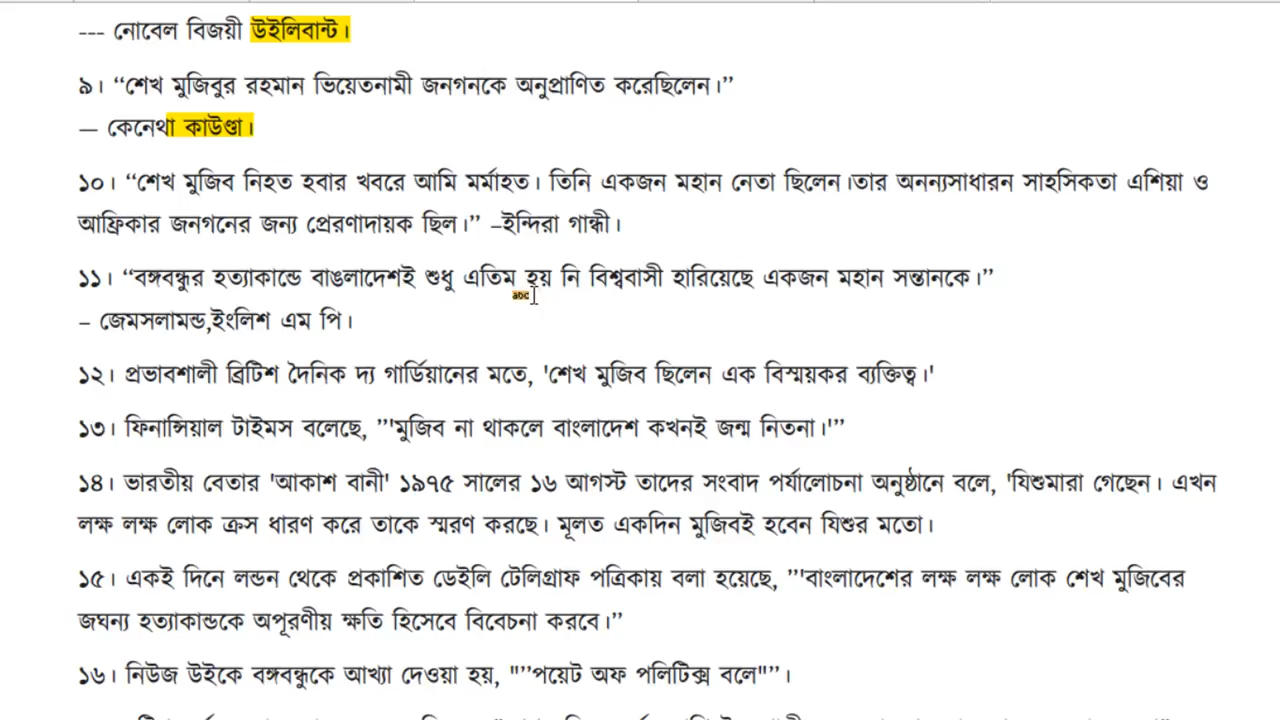 --- নোবেল বিজয়ী উইলিবান্ট।
৯। “শেখ মুজিবুর রহমান ভিয়েতনামী জনগনকে অনুপ্রাণিত করেছিলেন।”
— কেনেথা কাউণ্ডা।
১০। “শেখ মুজিব নিহত হবার খবরে আমি মর্মাহত। তিনি একজন মহান নেতা ছিলেন।তার অনন্যসাধারন সাহসিকতা এশিয়া ও
আফ্রিকার জনগনের জন্য প্রেরণাদায়ক ছিল।” –ইন্দিরা গান্ধী।
১১। “বঙ্গবন্ধুর হত্যাকান্ডে বাঙলাদেশই শুধু এতিম হয় নি বিশ্ববাসী হারিয়েছে একজন মহান সন্তানকে।”
abc
– জেমসলামন্ড,ইংলিশ এম পি।
১২। প্রভাবশালী ব্রিটিশ দৈনিক দ্য গার্ডিয়ানের মতে, 'শেখ মুজিব ছিলেন এক বিস্ময়কর ব্যক্তিত্ব।'
১৩। ফিনান্সিয়াল টাইমস বলেছে, ”'মুজিব না থাকলে বাংলাদেশ কখনই জন্ম নিতনা।'”
১৪। ভারতীয় বেতার 'আকাশ বানী' ১৯৭৫ সালের ১৬ আগস্ট তাদের সংবাদ পর্যালোচনা অনুষ্ঠানে বলে, 'যিশুমারা গেছেন। এখন
লক্ষ লক্ষ লোক ক্রস ধারণ করে তাকে স্মরণ করছে। মূলত একদিন মুজিবই হবেন যিশুর মতো।
১৫। একই দিনে লন্ডন থেকে প্রকাশিত ডেইলি টেলিগ্রাফ পত্রিকায় বলা হয়েছে, ”'বাংলাদেশের লক্ষ লক্ষ লোক শেখ মুজিবের
জঘন্য হত্যাকান্ডকে অপূরণীয় ক্ষতি হিসেবে বিবেচনা করবে।”
১৬। নিউজ উইকে বঙ্গবন্ধুকে আখ্যা দেওয়া হয়, "”পয়েট অফ পলিটিক্স বলে"”।